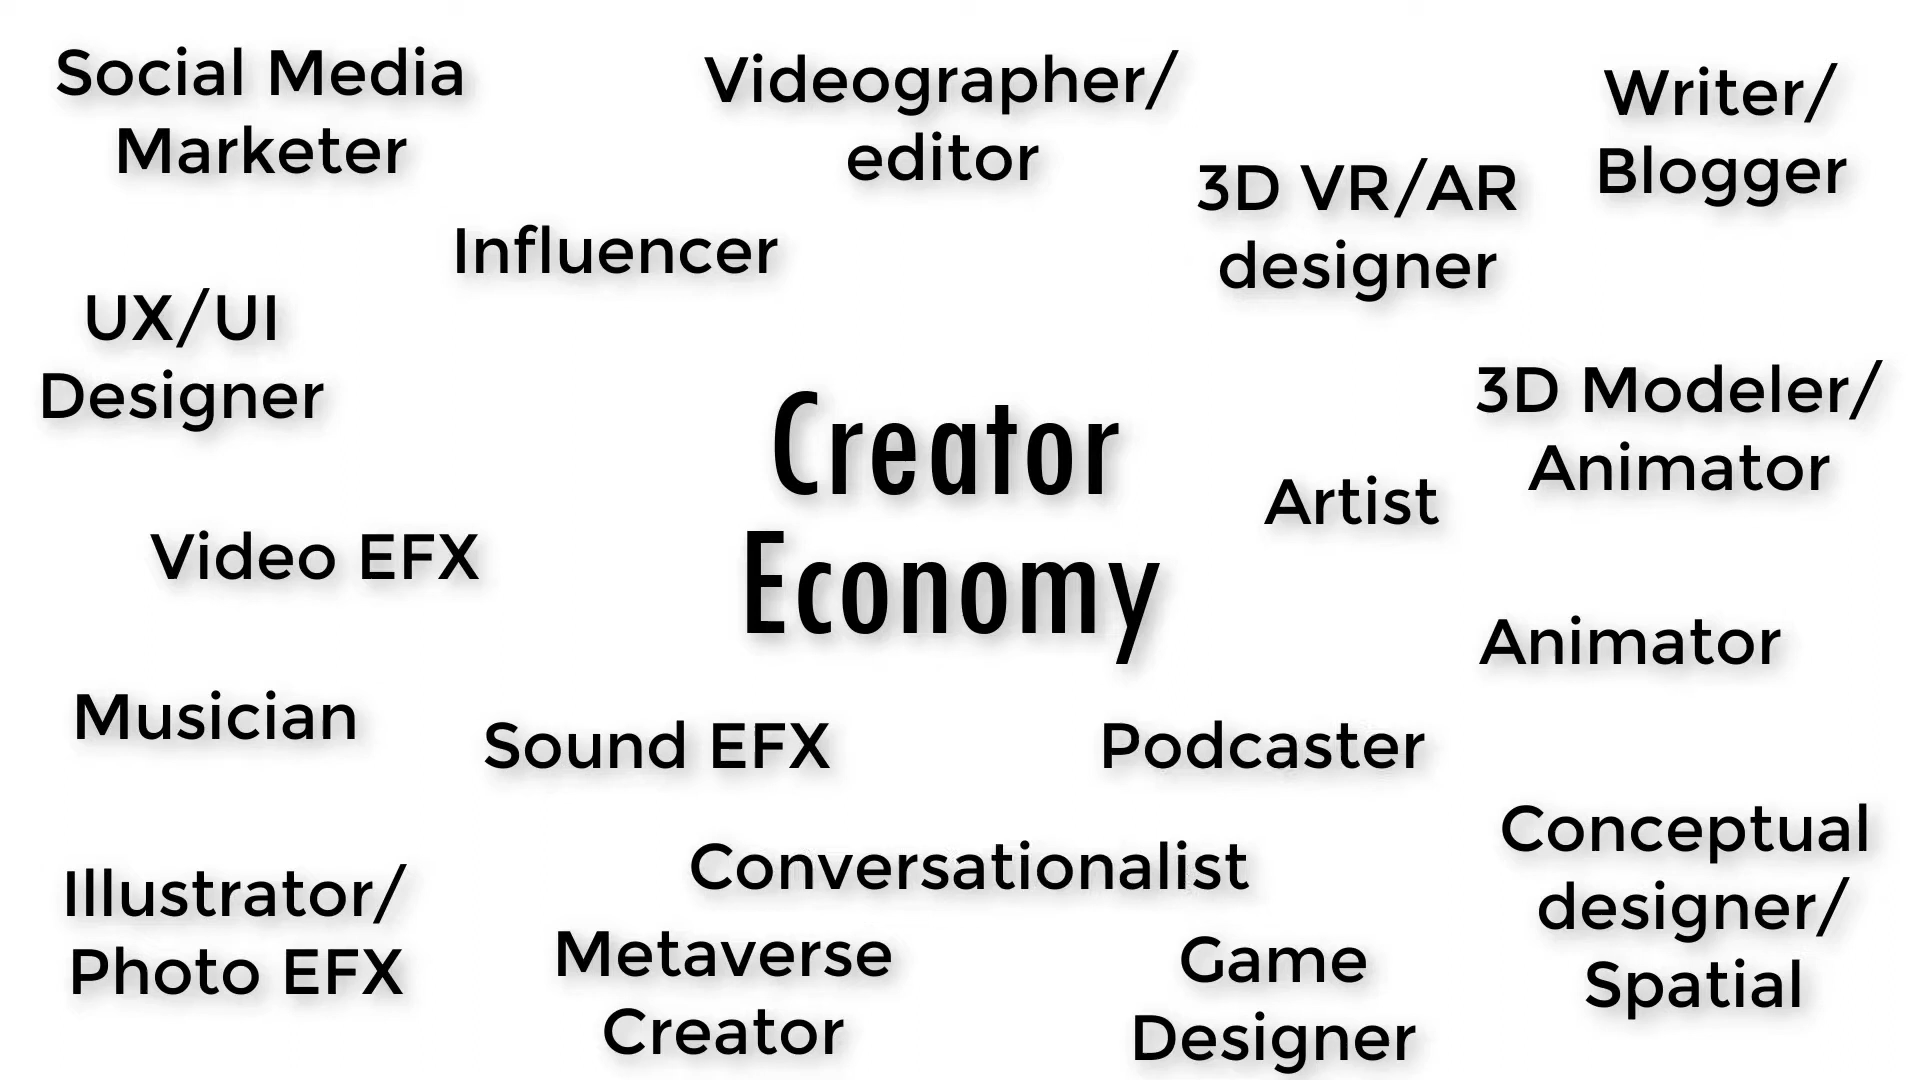 Social Media
Marketer
Videographer/
editor
Writer/
Blogger
3D VR/AR
designer
Influencer
UX/UI
Designer
Creator
Economy
3D Modeler/
Animator
Artist
Video EFX
Animator
Musician
Sound EFX
Podcaster
Conceptual
designer/
Spatial
Conversationalist
Illustrator/
Photo EFX
Metaverse
Creator
Game
Designer